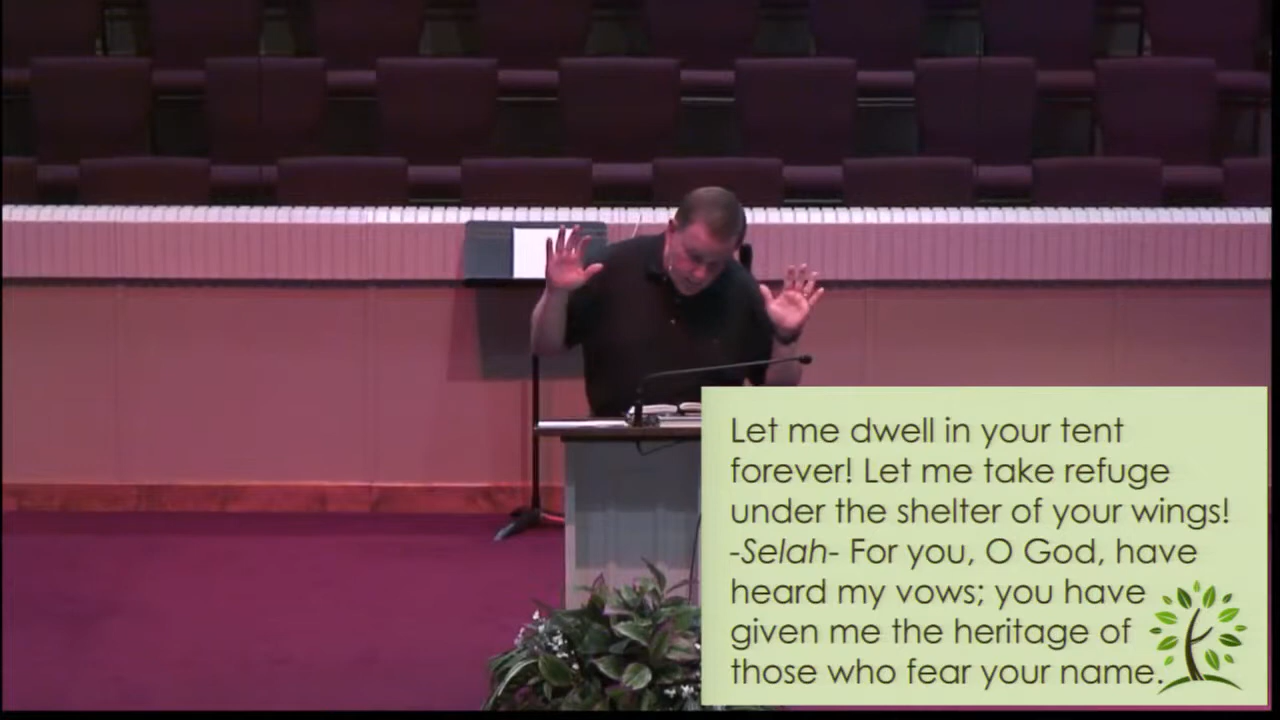 Let me dwell in your tent
forever! Let me take refuge
under the shelter of your wings!
-Selah- For you, O God, have
heard my vows; you have
given me the heritage of
those who fear your name.